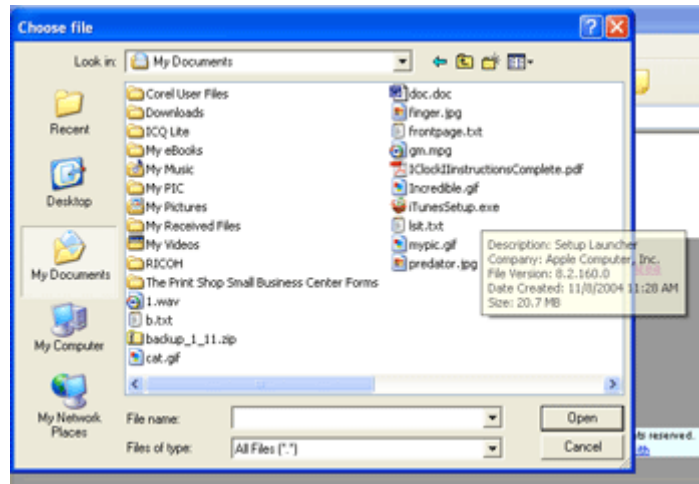 Choose file
Look in:
My Documents
Recent
Desktop
My Documents
My Computer
My Network
Places
Corel User Files
Downloads
ICQ Lite
My eBooks
My Music
My PIC
My Pictures
My Received Files
My Videos
RICOH
The Print Shop Small Business Center Forms
1.wav
b.txt
backup_1_11.zip
cat.gif
doc.doc
finger.jpg
frontpage.txt
gm.mpg
IClockIIinstructionsComplete.pdf
Incredible.gif
iTunesSetup.exe
lsit.txt
mypic.gif
predator.jpg
Description: Setup Launcher
Company: Apple Computer, Inc.
File Version: 8.2.160.0
Date Created: 11/8/2004 11:28 AM
Size: 20.7 MB
File name:
Open
Files of type:
All Files (*.*)
Cancel
reserved.